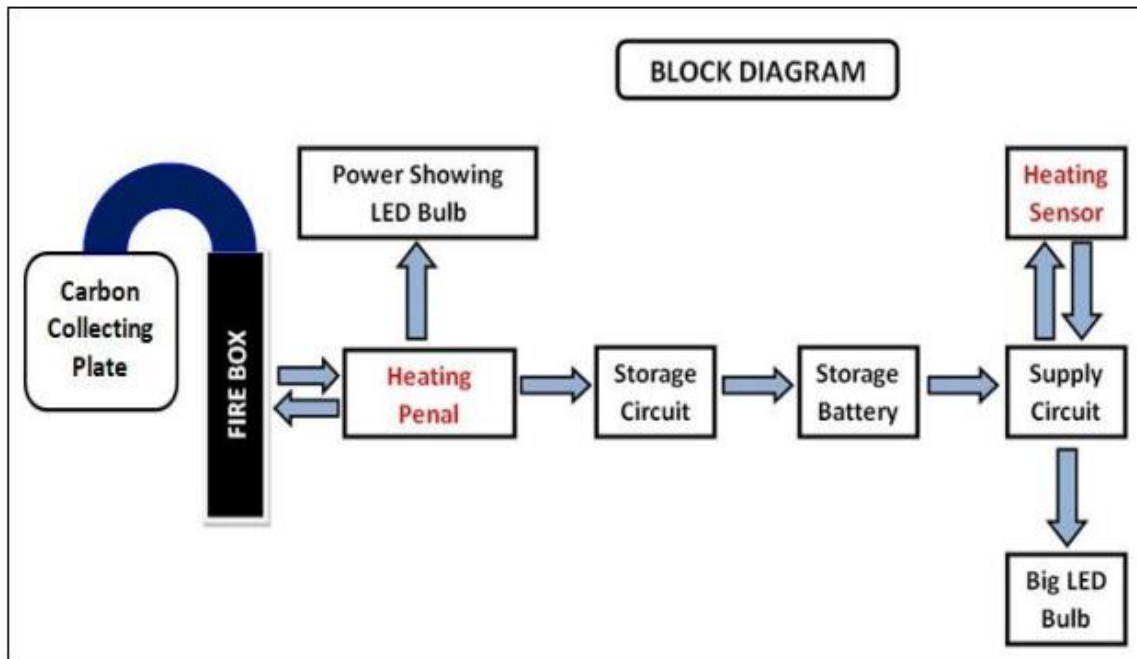 BLOCK DIAGRAM
Power Showing
LED Bulb
Heating
Sensor
Carbon
Collecting
Plate
FIRE BOX
Heating
Penal
Storage
Circuit
Storage
Battery
Supply
Circuit
Big LED
Bulb